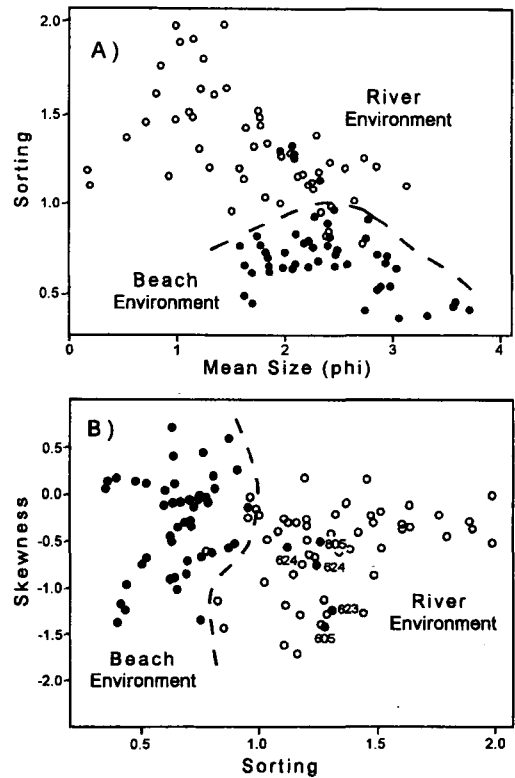 A)
2.0
1.5
1.0
0.5
Sorting
River
Environment
Beach
Environment
0
1
2
3
4
Mean Size (phi)
B)
0.5
0.0
-0.5
-1.0
-1.5
-2.0
Skewness
605
624
624
623
605
River
Environment
Beach
Environment
0.5
1.0
1.5
2.0
Sorting